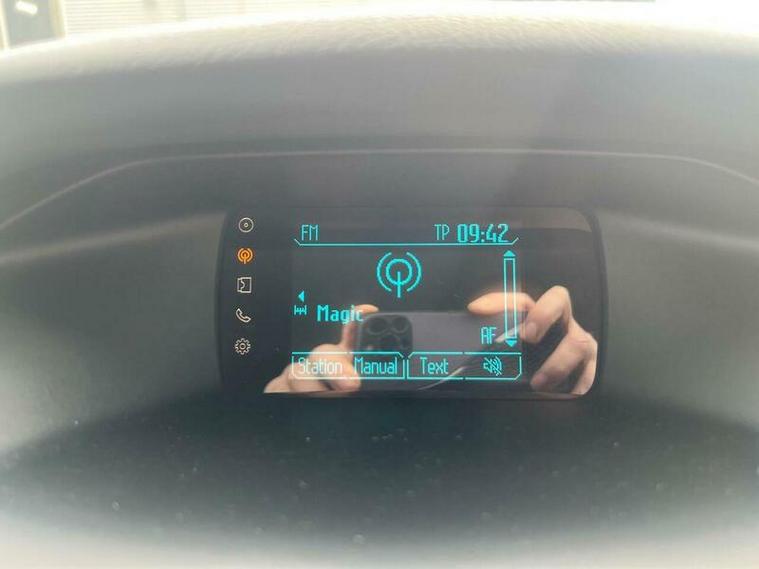 FM TP 09:42
Magic
AF
Station Manual Text